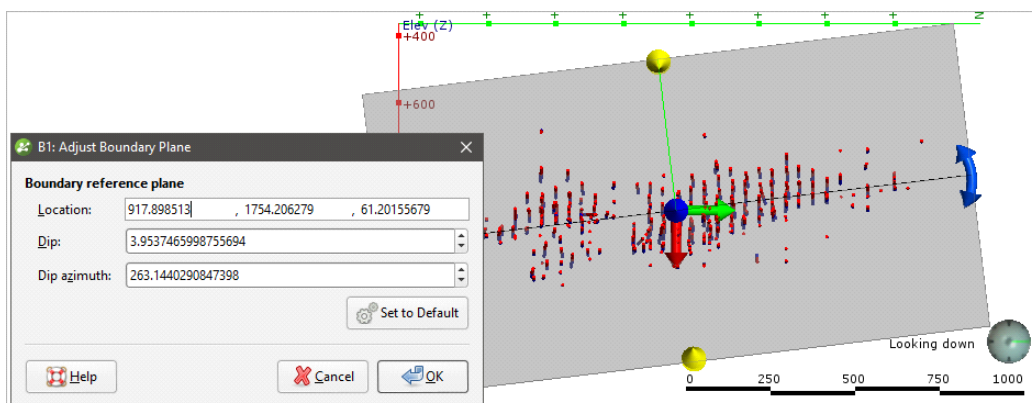 Elev (Z)
+400
+600
N
B1: Adjust Boundary Plane
Boundary reference plane
Location: 917.898513 , 1754.206279 , 61.20155679
Dip: 3.9537465998755694
Dip azimuth: 263.1440290847398
Set to Default
Help Cancel OK
Looking down
0 250 500 750 1000